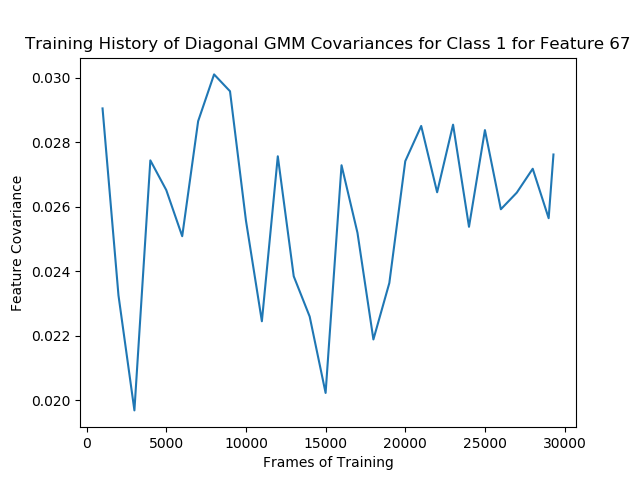 Training History of Diagonal GMM Covariances for Class 1 for Feature 67
0.030
0.028
0.026
0.024
0.022
0.020
Feature Covariance
0 5000 10000 15000 20000 25000 30000
Frames of Training